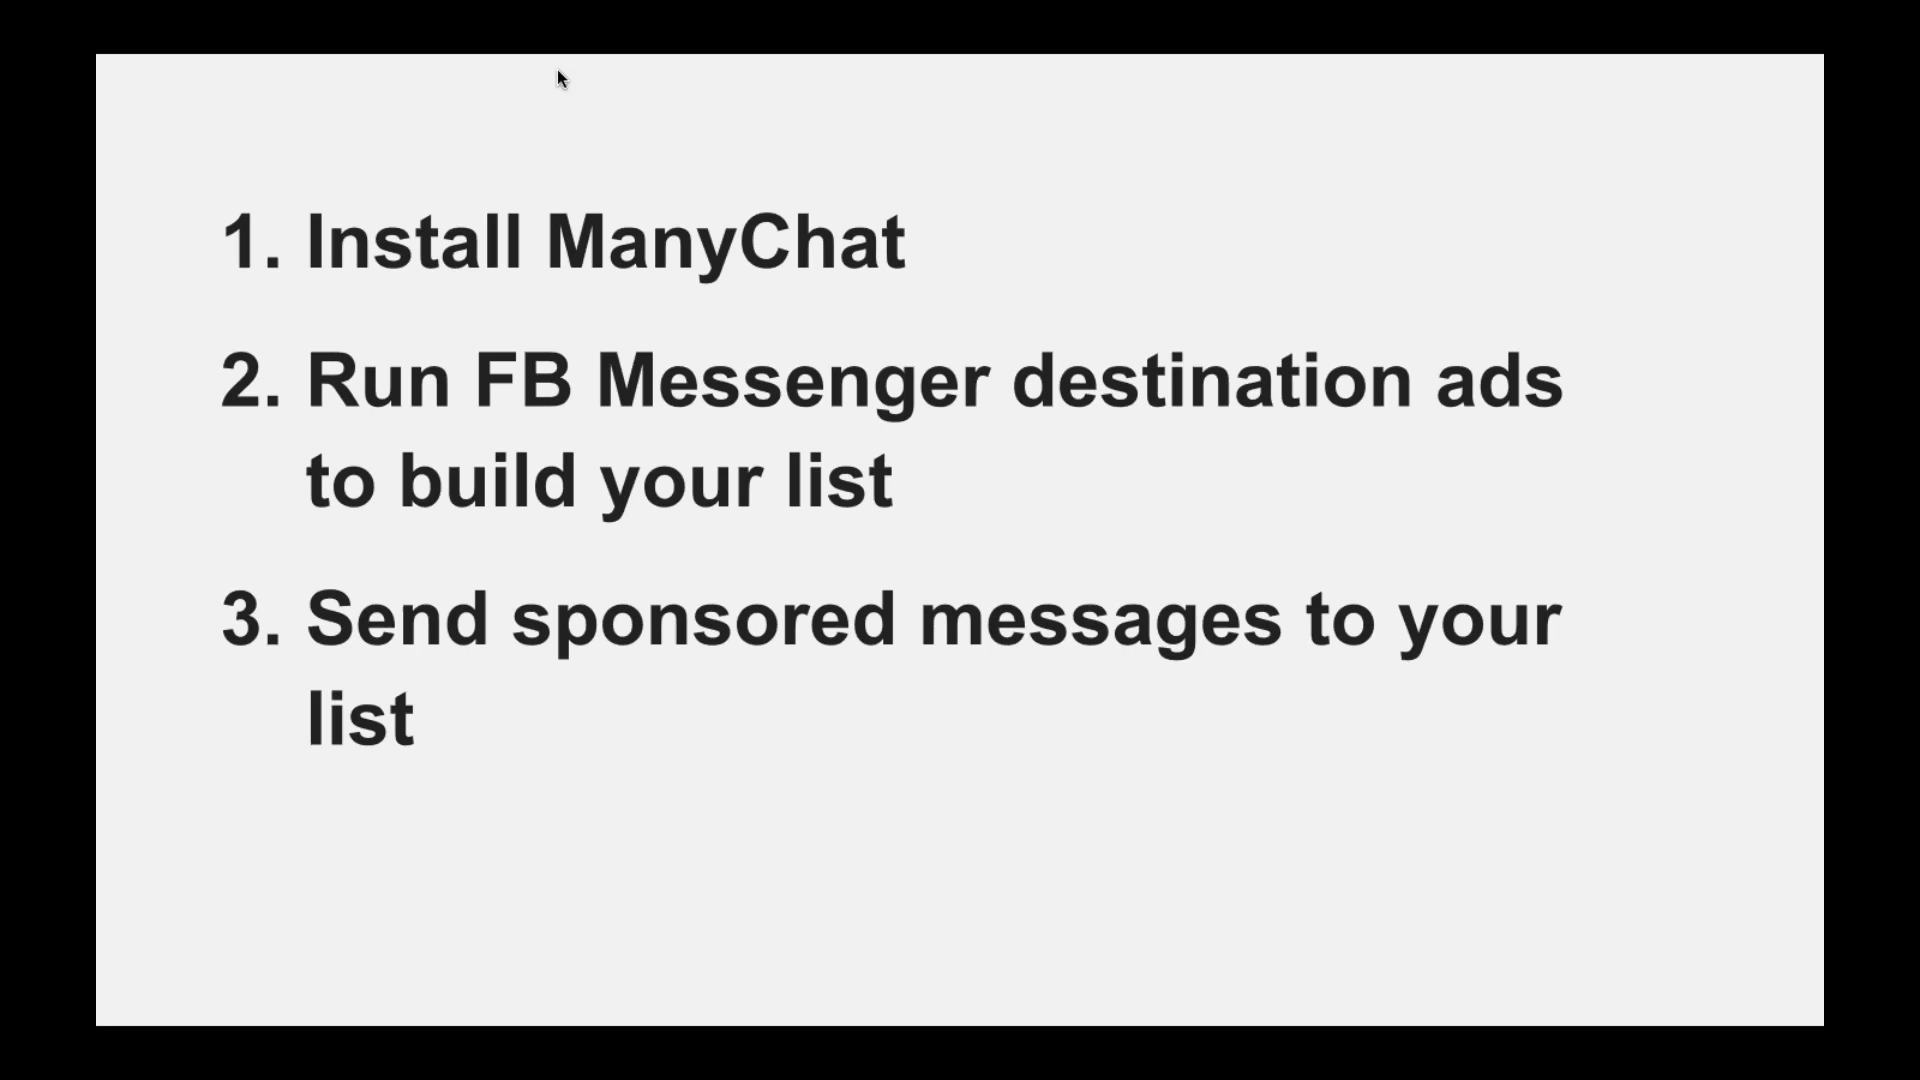 1. Install ManyChat
2. Run FB Messenger destination ads
to build your list
3. Send sponsored messages to your
list